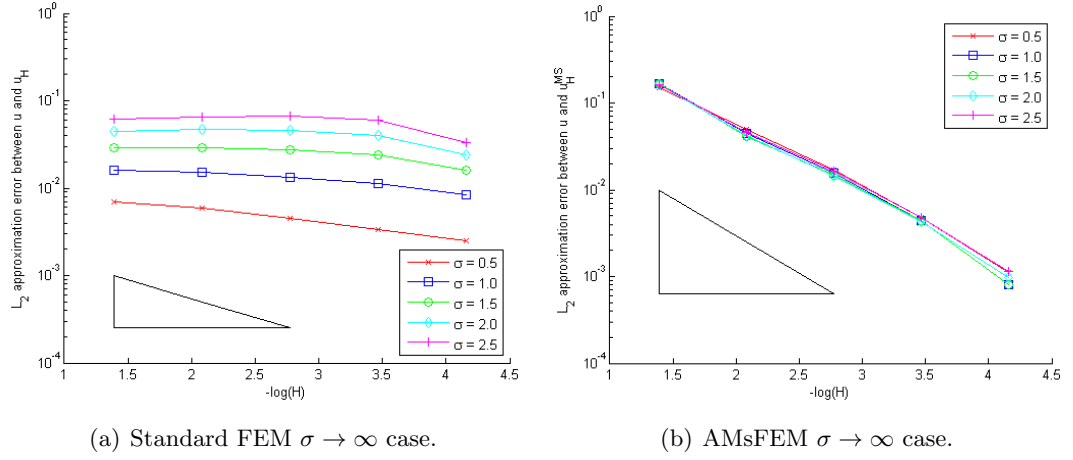 10^0
10^-1
10^-2
10^-3
10^-4
L_2 approximation error between u and u_H
1 1.5 2 2.5 3 3.5 4 4.5
-log(H)
σ = 0.5
σ = 1.0
σ = 1.5
σ = 2.0
σ = 2.5
(a) Standard FEM σ → ∞ case.
10^0
10^-1
10^-2
10^-3
10^-4
L_2 approximation error between u and u_H^MS
1 1.5 2 2.5 3 3.5 4 4.5
-log(H)
σ = 0.5
σ = 1.0
σ = 1.5
σ = 2.0
σ = 2.5
(b) AMsFEM σ → ∞ case.